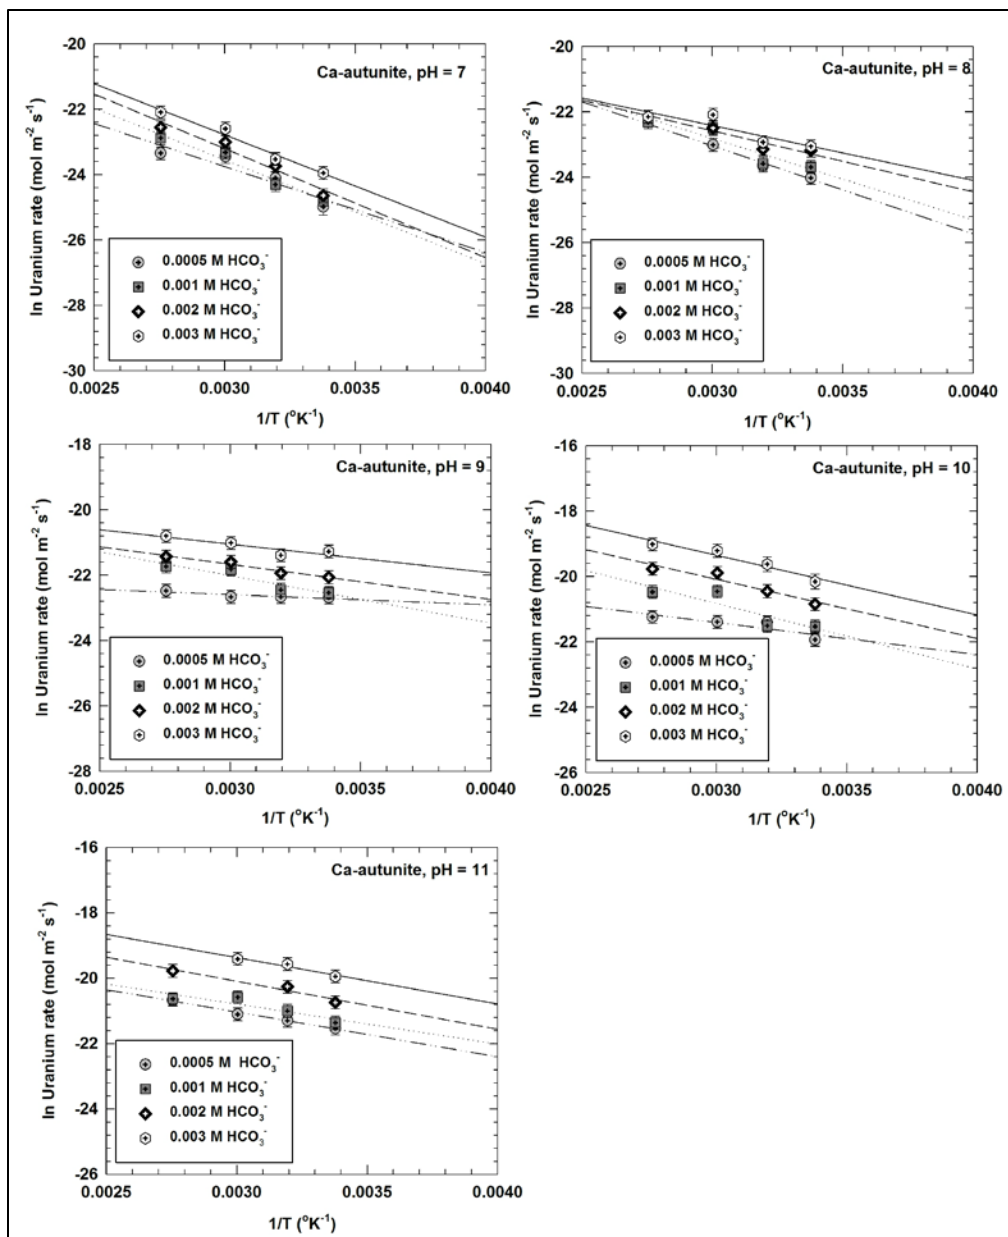 Ca-autunite, pH = 7
ln Uranium rate (mol m⁻² s⁻¹)
-20
-22
-24
-26
-28
-30
0.0005 M HCO₃⁻
0.001 M HCO₃⁻
0.002 M HCO₃⁻
0.003 M HCO₃⁻
0.0025 0.0030 0.0035 0.0040
1/T (°K⁻¹)
Ca-autunite, pH = 8
ln Uranium rate (mol m⁻² s⁻¹)
-20
-22
-24
-26
-28
-30
0.0005 M HCO₃⁻
0.001 M HCO₃⁻
0.002 M HCO₃⁻
0.003 M HCO₃⁻
0.0025 0.0030 0.0035 0.0040
1/T (°K⁻¹)
Ca-autunite, pH = 9
ln Uranium rate (mol m⁻² s⁻¹)
-18
-20
-22
-24
-26
-28
0.0005 M HCO₃⁻
0.001 M HCO₃⁻
0.002 M HCO₃⁻
0.003 M HCO₃⁻
0.0025 0.0030 0.0035 0.0040
1/T (°K⁻¹)
Ca-autunite, pH = 10
ln Uranium rate (mol m⁻² s⁻¹)
-16
-18
-20
-22
-24
-26
0.0005 M HCO₃⁻
0.001 M HCO₃⁻
0.002 M HCO₃⁻
0.003 M HCO₃⁻
0.0025 0.0030 0.0035 0.0040
1/T (°K⁻¹)
Ca-autunite, pH = 11
ln Uranium rate (mol m⁻² s⁻¹)
-16
-18
-20
-22
-24
-26
0.0005 M HCO₃⁻
0.001 M HCO₃⁻
0.002 M HCO₃⁻
0.003 M HCO₃⁻
0.0025 0.0030 0.0035 0.0040
1/T (°K⁻¹)